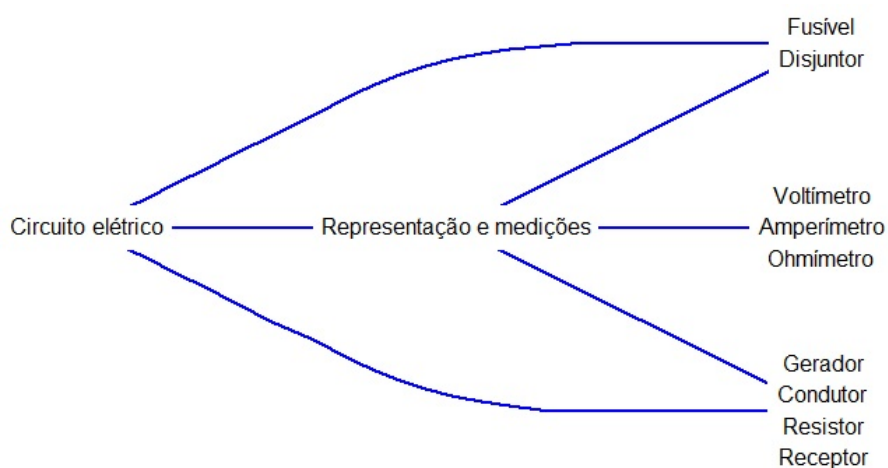 Fusível
Disjuntor
Circuito elétrico
Representação e medições
Voltímetro
Amperímetro
Ohmímetro
Gerador
Condutor
Resistor
Receptor